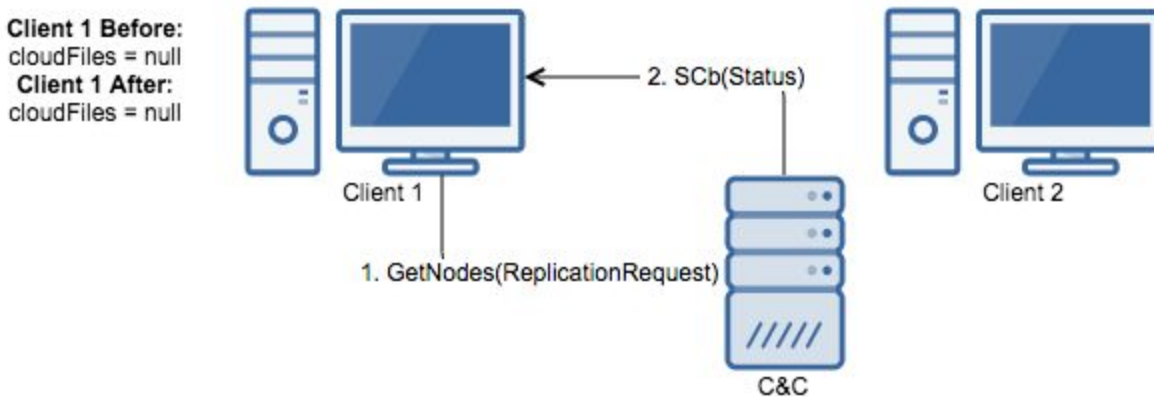 Client 1 Before:
cloudFiles = null
Client 1 After:
cloudFiles = null
2. SCb(Status)
Client 1
Client 2
1. GetNodes(ReplicationRequest)
C&C